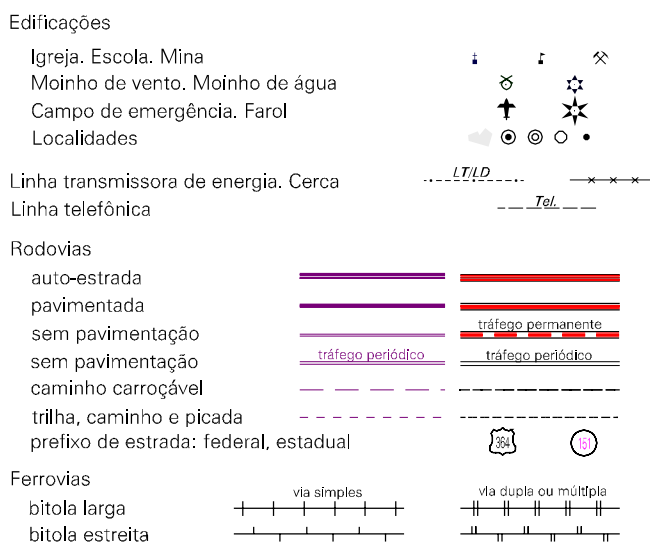 Edificações
Igreja. Escola. Mina
Moinho de vento. Moinho de água
Campo de emergência. Farol
Localidades
Linha transmissora de energia. Cerca LT/LD
Linha telefônica Tel.
Rodovias
auto-estrada
pavimentada
sem pavimentação tráfego permanente
sem pavimentação tráfego periódico tráfego periódico
caminho carroçável
trilha, caminho e picada
prefixo de estrada: federal, estadual 364 151
Ferrovias
via simples via dupla ou múltipla
bitola larga
bitola estreita